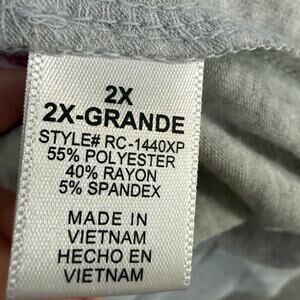 2X
2X-GRANDE
STYLE# RC-1440XP
55% POLYESTER
40% RAYON
5% SPANDEX
MADE IN
VIETNAM
HECHO EN
VIETNAM